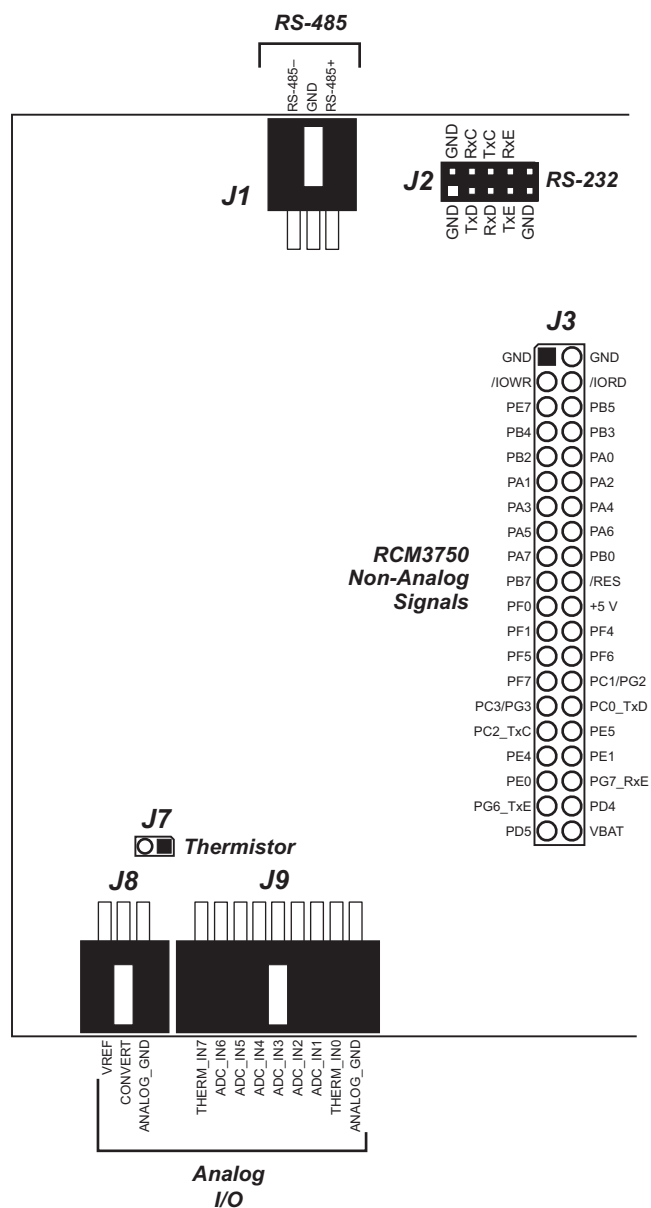 RS-485
RS-485–
GND
RS-485+
J1
GND
RxC
TxC
RxE
J2
RS-232
GND
TxD
RxD
TxE
GND
J3
GND GND
/IOWR /IORD
PE7 PB5
PB4 PB3
PB2 PA0
PA1 PA2
PA3 PA4
PA5 PA6
PA7 PB0
PB7 /RES
PF0 +5 V
PF1 PF4
PF5 PF6
PF7 PC1/PG2
PC3/PG3 PC0_TxD
PC2_TxC PE5
PE4 PE1
PE0 PG7_RxE
PG6_TxE PD4
PD5 VBAT
RCM3750
Non-Analog
Signals
J7
Thermistor
J8
J9
VREF
CONVERT
ANALOG_GND
THERM_IN7
ADC_IN6
ADC_IN5
ADC_IN4
ADC_IN3
ADC_IN2
ADC_IN1
THERM_IN0
ANALOG_GND
Analog
I/O